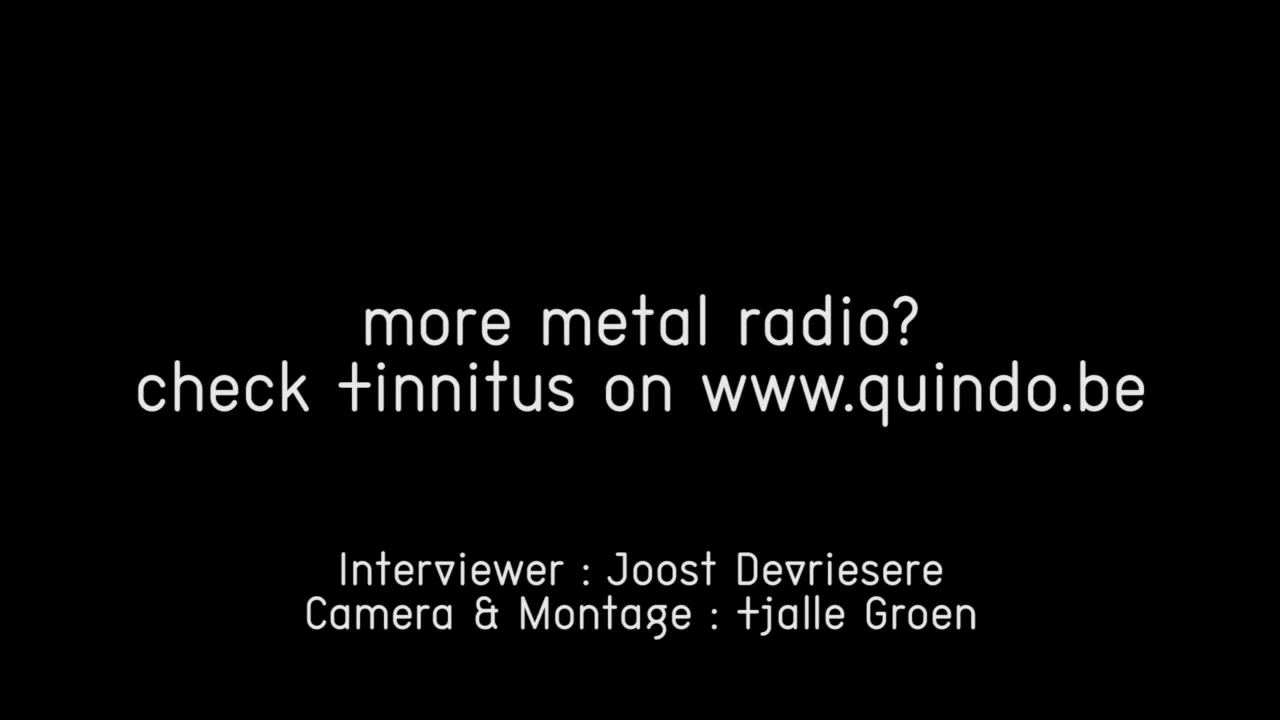 more metal radio?
check tinnitus on www.quindo.be
Interviewer : Joost Devriesere
Camera & Montage : tjalle Groen